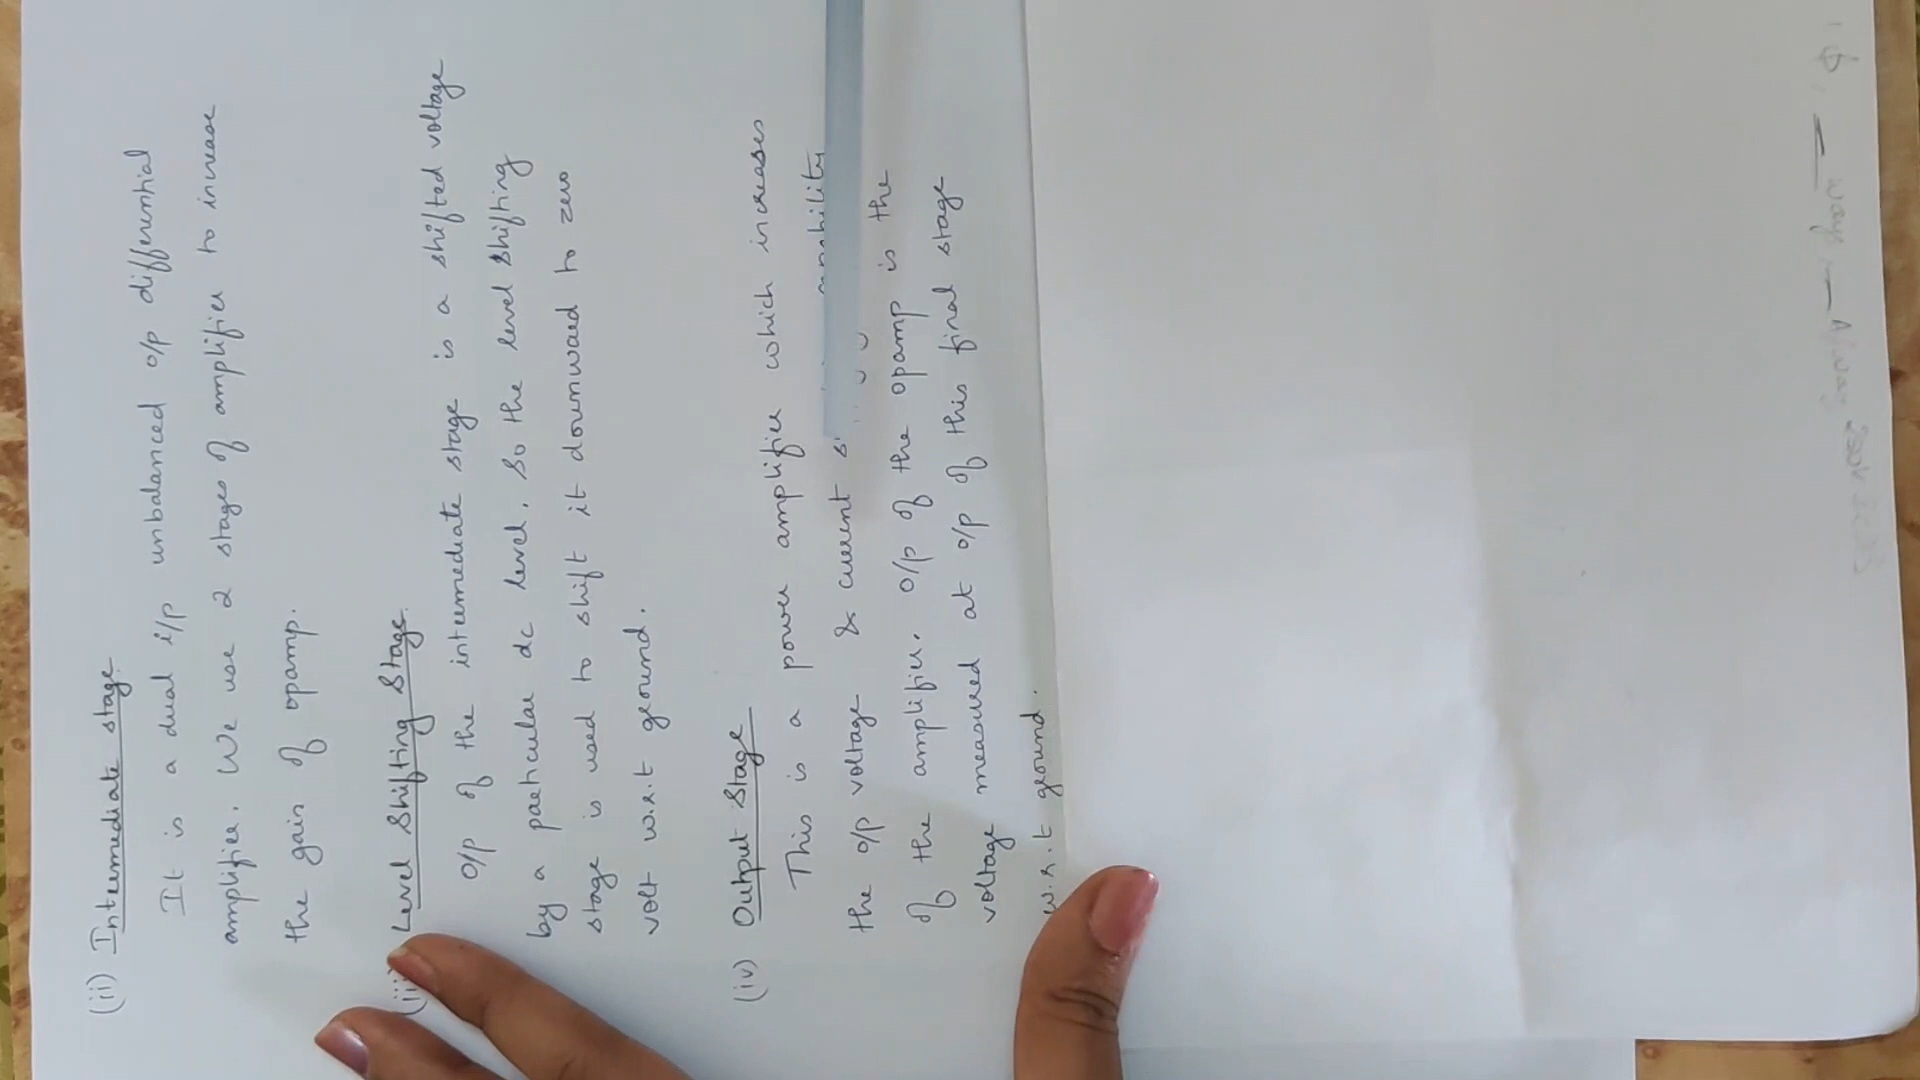 (ii) Intermediate stage
It is a dual i/p unbalanced o/p differential
amplifier. We use 2 stages of amplifier to increase
the gain of opamp.
(iii) Level Shifting Stage
O/p of the intermediate stage is a shifted voltage
by a particular dc level. So the level shifting
stage is used to shift it downward to zero
volt w.r.t ground.
(iv) Output Stage
This is a power amplifier which increases
the o/p voltage & current
of the amplifier. O/p of the opamp is the
voltage measured at o/p of this final stage
w.r.t ground.